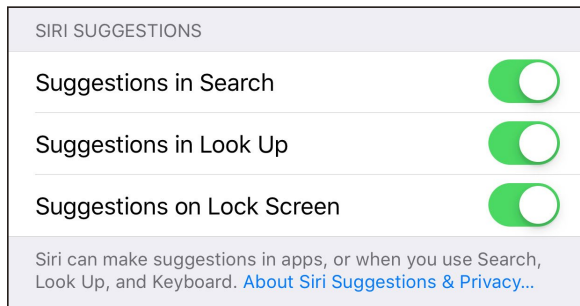 SIRI SUGGESTIONS
Suggestions in Search
Suggestions in Look Up
Suggestions on Lock Screen
Siri can make suggestions in apps, or when you use Search,
Look Up, and Keyboard. About Siri Suggestions & Privacy...